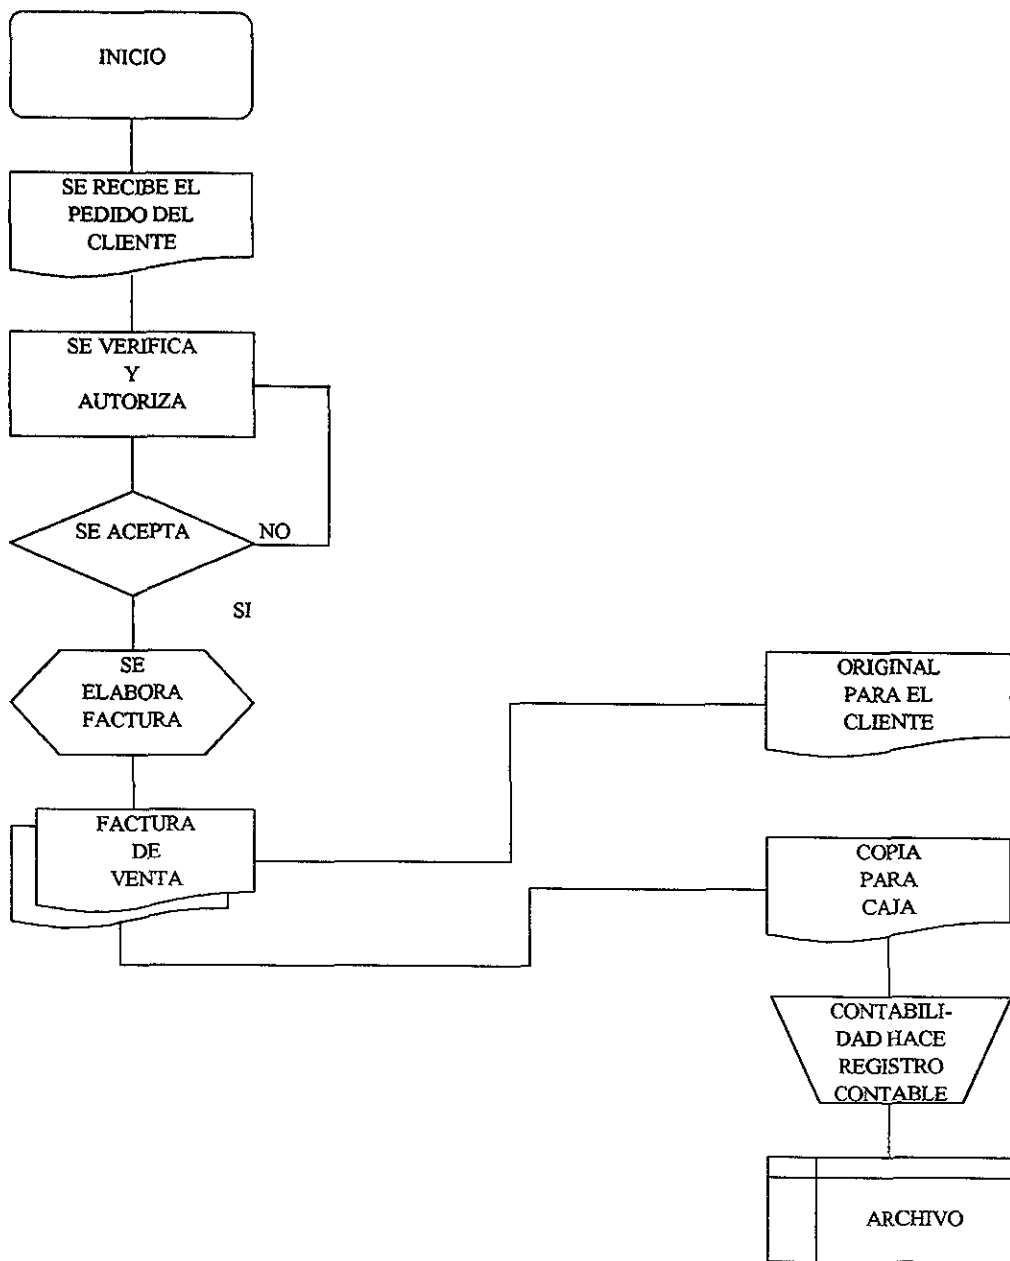 INICIO
SE RECIBE EL
PEDIDO DEL
CLIENTE
SE VERIFICA
Y
AUTORIZA
SE ACEPTA
NO
SI
SE
ELABORA
FACTURA
FACTURA
DE
VENTA
ORIGINAL
PARA EL
CLIENTE
COPIA
PARA
CAJA
CONTABILI-
DAD HACE
REGISTRO
CONTABLE
ARCHIVO